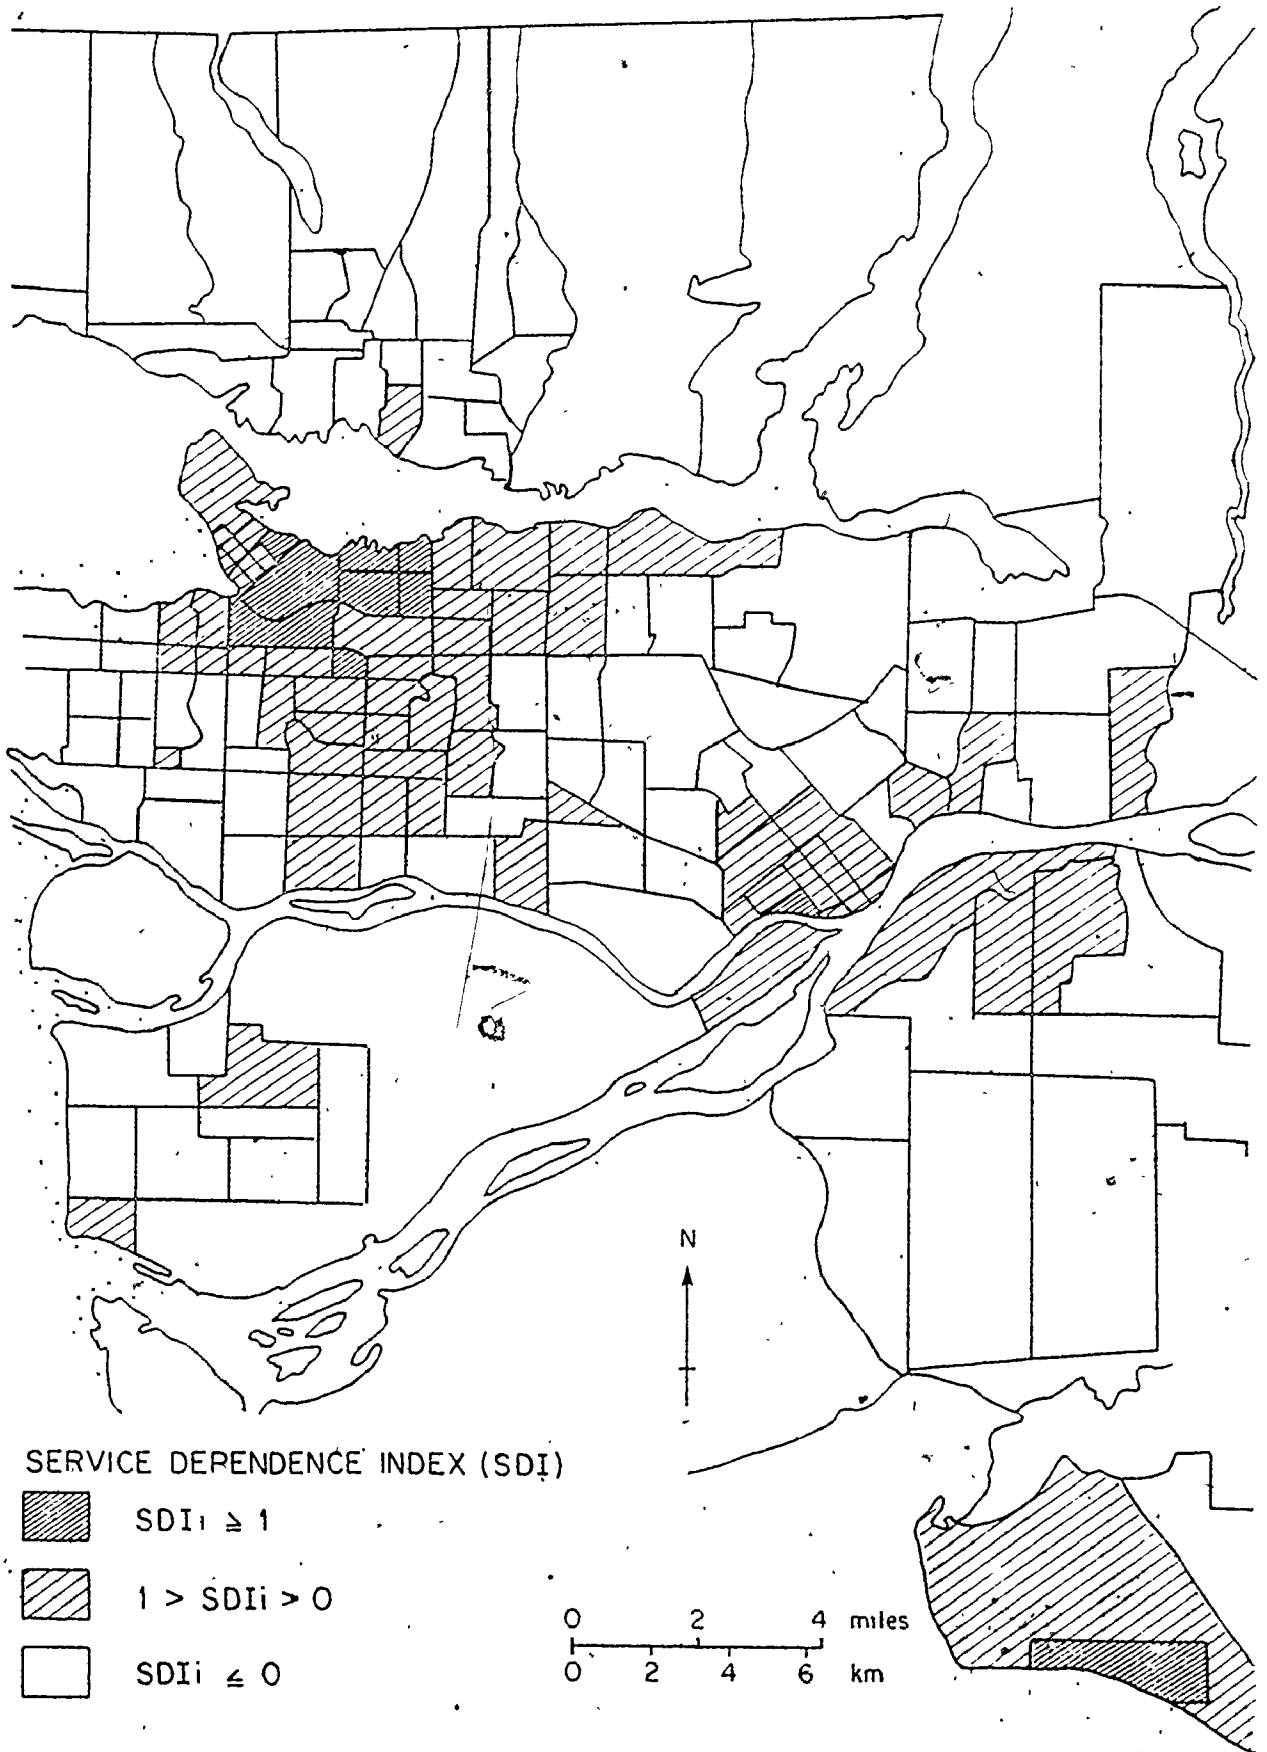 N
SERVICE DEPENDENCE INDEX (SDI)
SDIi ≧ 1
1 > SDIi > 0
SDIi ≦ 0
0 2 4 miles
0 2 4 6 km